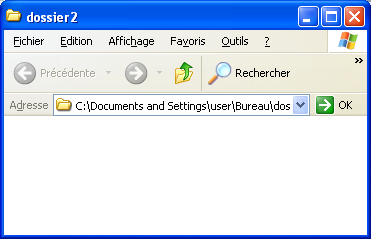 dossier2
Fichier Edition Affichage Favoris Outils ?
Précédente Rechercher »
Adresse C:\Documents and Settings\user\Bureau\dos OK